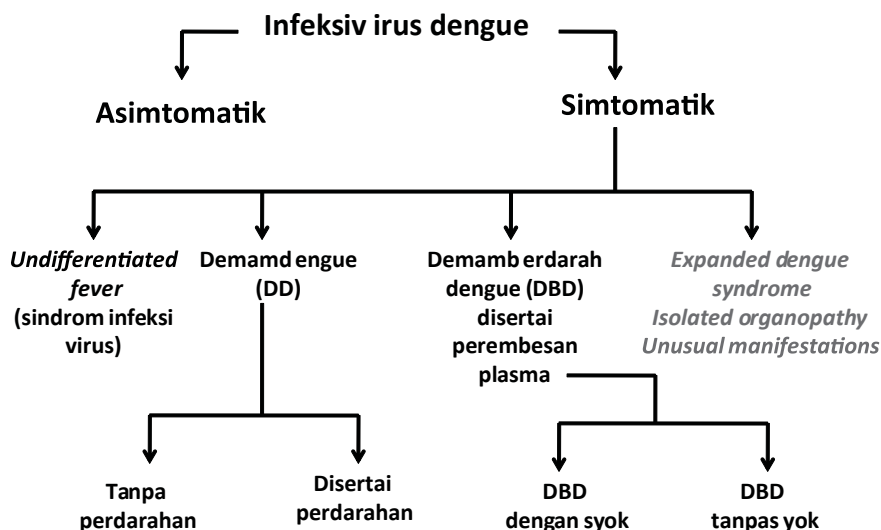 Infeksiv irus dengue
Asimtomatik
Simtomatik
Undifferentiated
fever
(sindrom infeksi
virus)
Demamd engue
(DD)
Demamb erdarah
dengue (DBD)
disertai
perembesan
plasma
Expanded dengue
syndrome
Isolated organopathy
Unusual manifestations
Tanpa
perdarahan
Disertai
perdarahan
DBD
dengan syok
DBD
tanpas yok